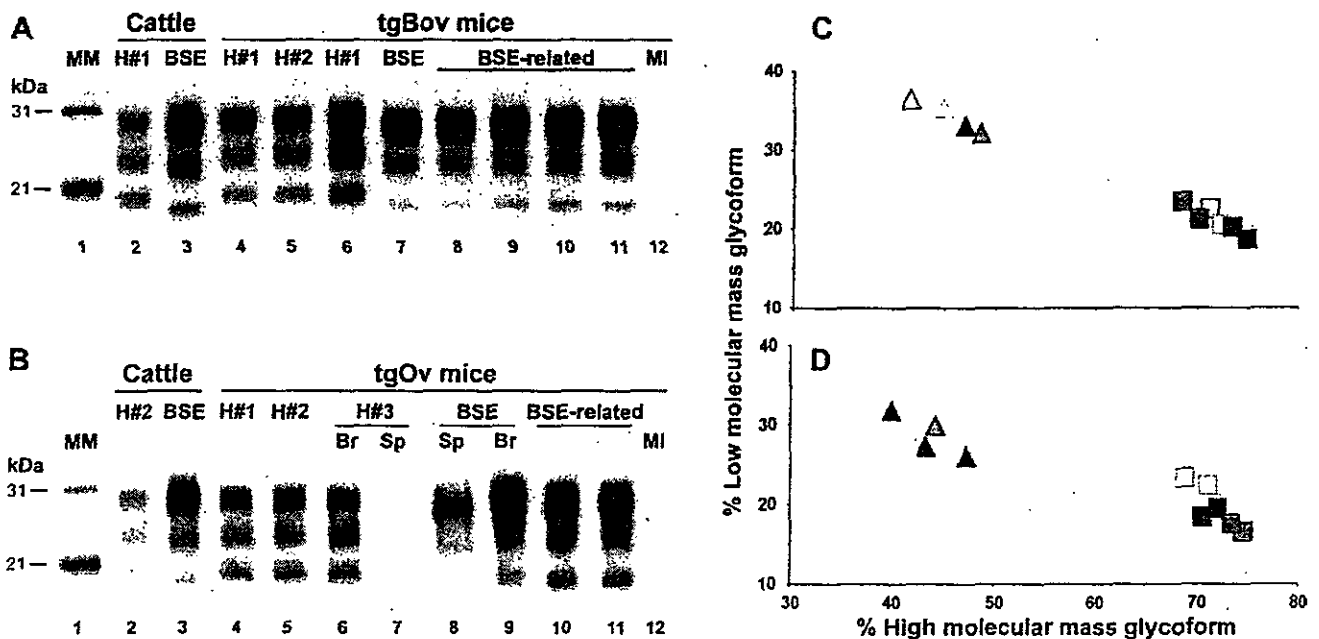 A
Cattle tgBov mice
MM H#1 BSE H#1 H#2 H#1 BSE BSE-related MI
kDa
31
21
1 2 3 4 5 6 7 8 9 10 11 12
B
Cattle tgOv mice
H#2 BSE H#1 H#2 H#3 BSE BSE-related
MM Br Sp Sp Br MI
kDa
31
21
1 2 3 4 5 6 7 8 9 10 11 12
C
40
30
20
10
% Low molecular mass glycoform
D
40
30
20
10
30 40 50 60 70 80
% High molecular mass glycoform